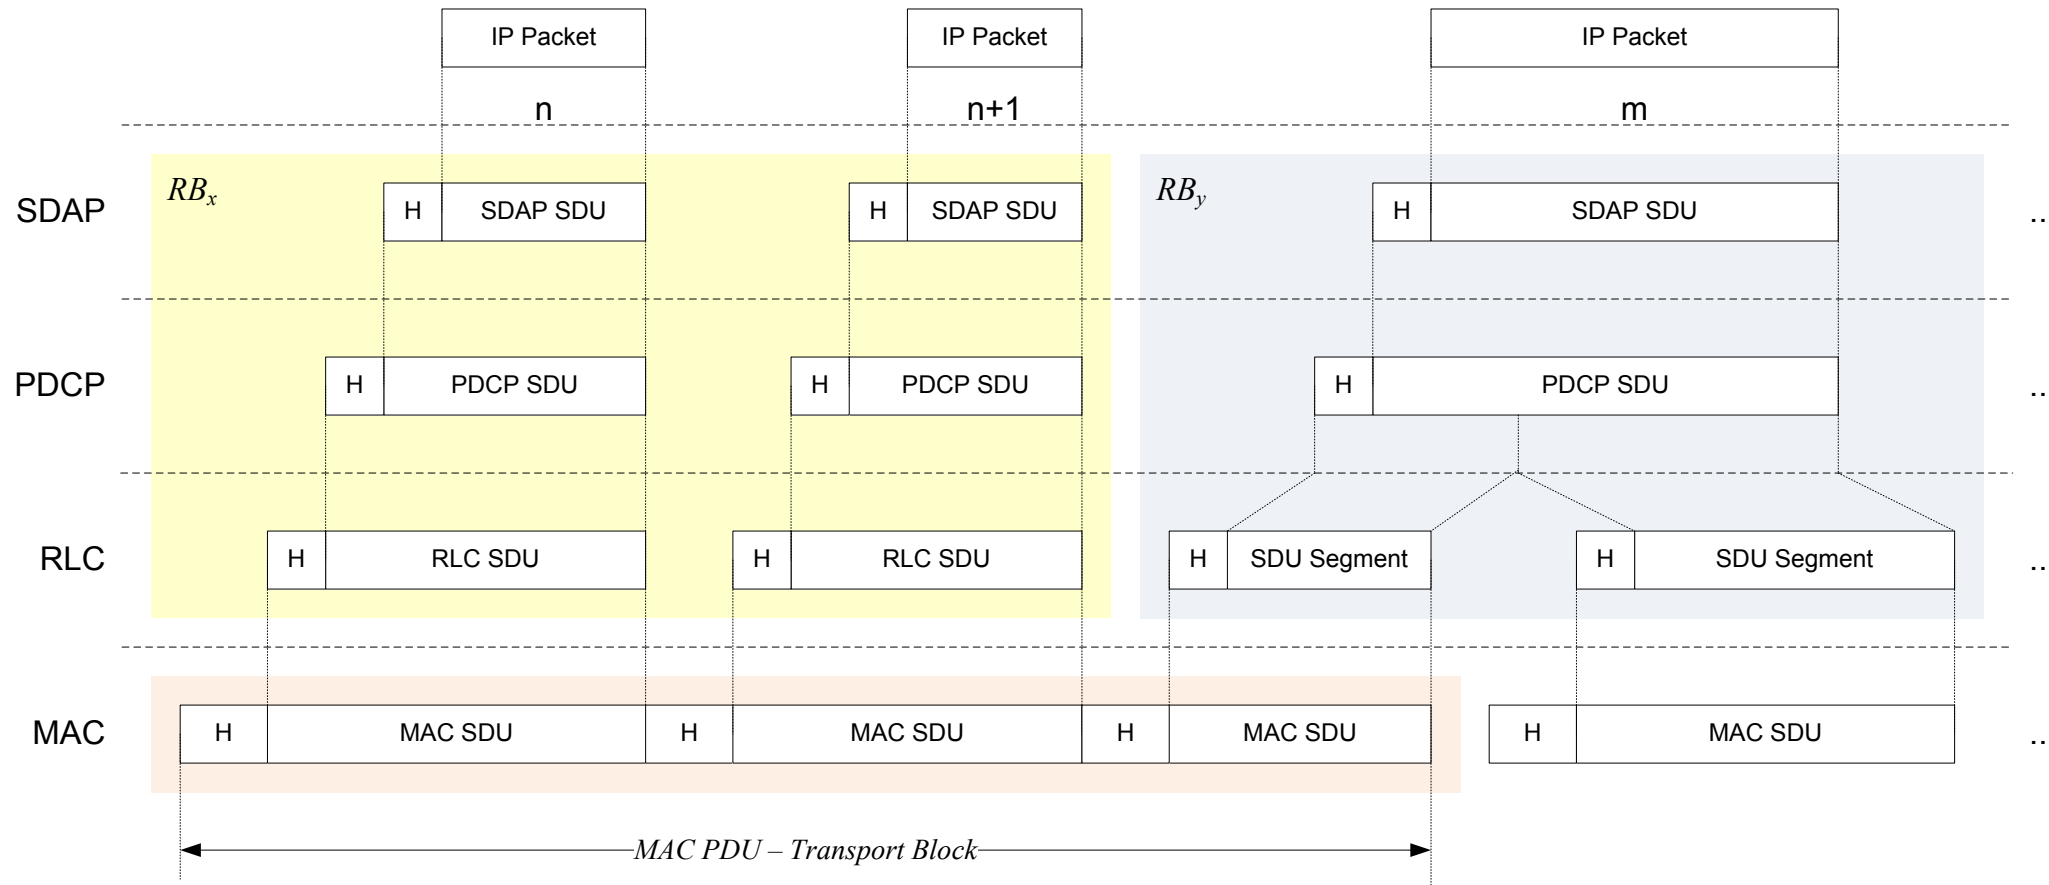 IP Packet IP Packet IP Packet
n n+1 m
RBx RBy
SDAP H SDAP SDU H SDAP SDU H SDAP SDU ..
PDCP H PDCP SDU H PDCP SDU H PDCP SDU ..
RLC H RLC SDU H RLC SDU H SDU Segment H SDU Segment ..
MAC H MAC SDU H MAC SDU H MAC SDU H MAC SDU ..
MAC PDU – Transport Block